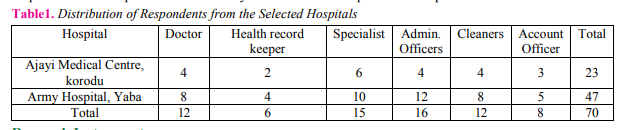 Table1. Distribution of Respondents from the Selected Hospitals
Hospital Doctor Health record keeper Specialist Admin. Officers Cleaners Account Officer Total
Ajayi Medical Centre, korodu 4 2 6 4 4 3 23
Army Hospital, Yaba 8 4 10 12 8 5 47
Total 12 6 15 16 12 8 70